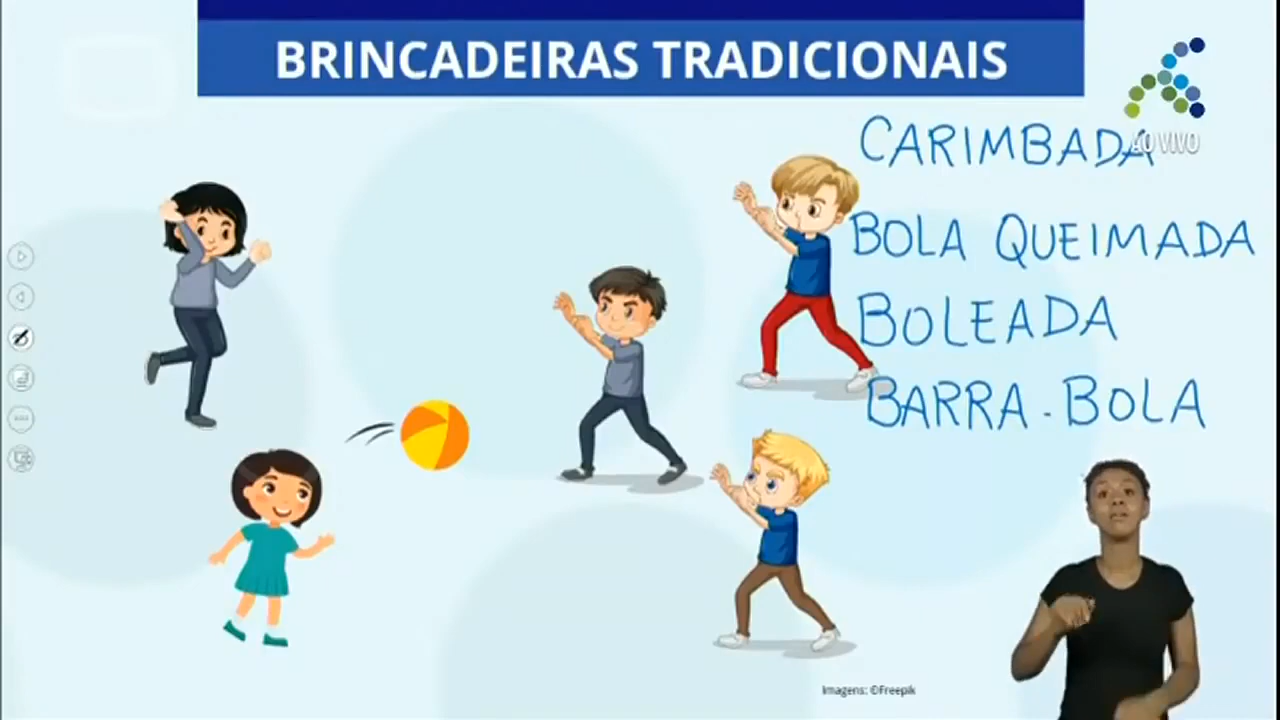 BRINCADEIRAS TRADICIONAIS
CARIMBADA
AO VIVO
BOLA QUEIMADA
BOLEADA
BARRA-BOLA
Imagens: ©Freepik